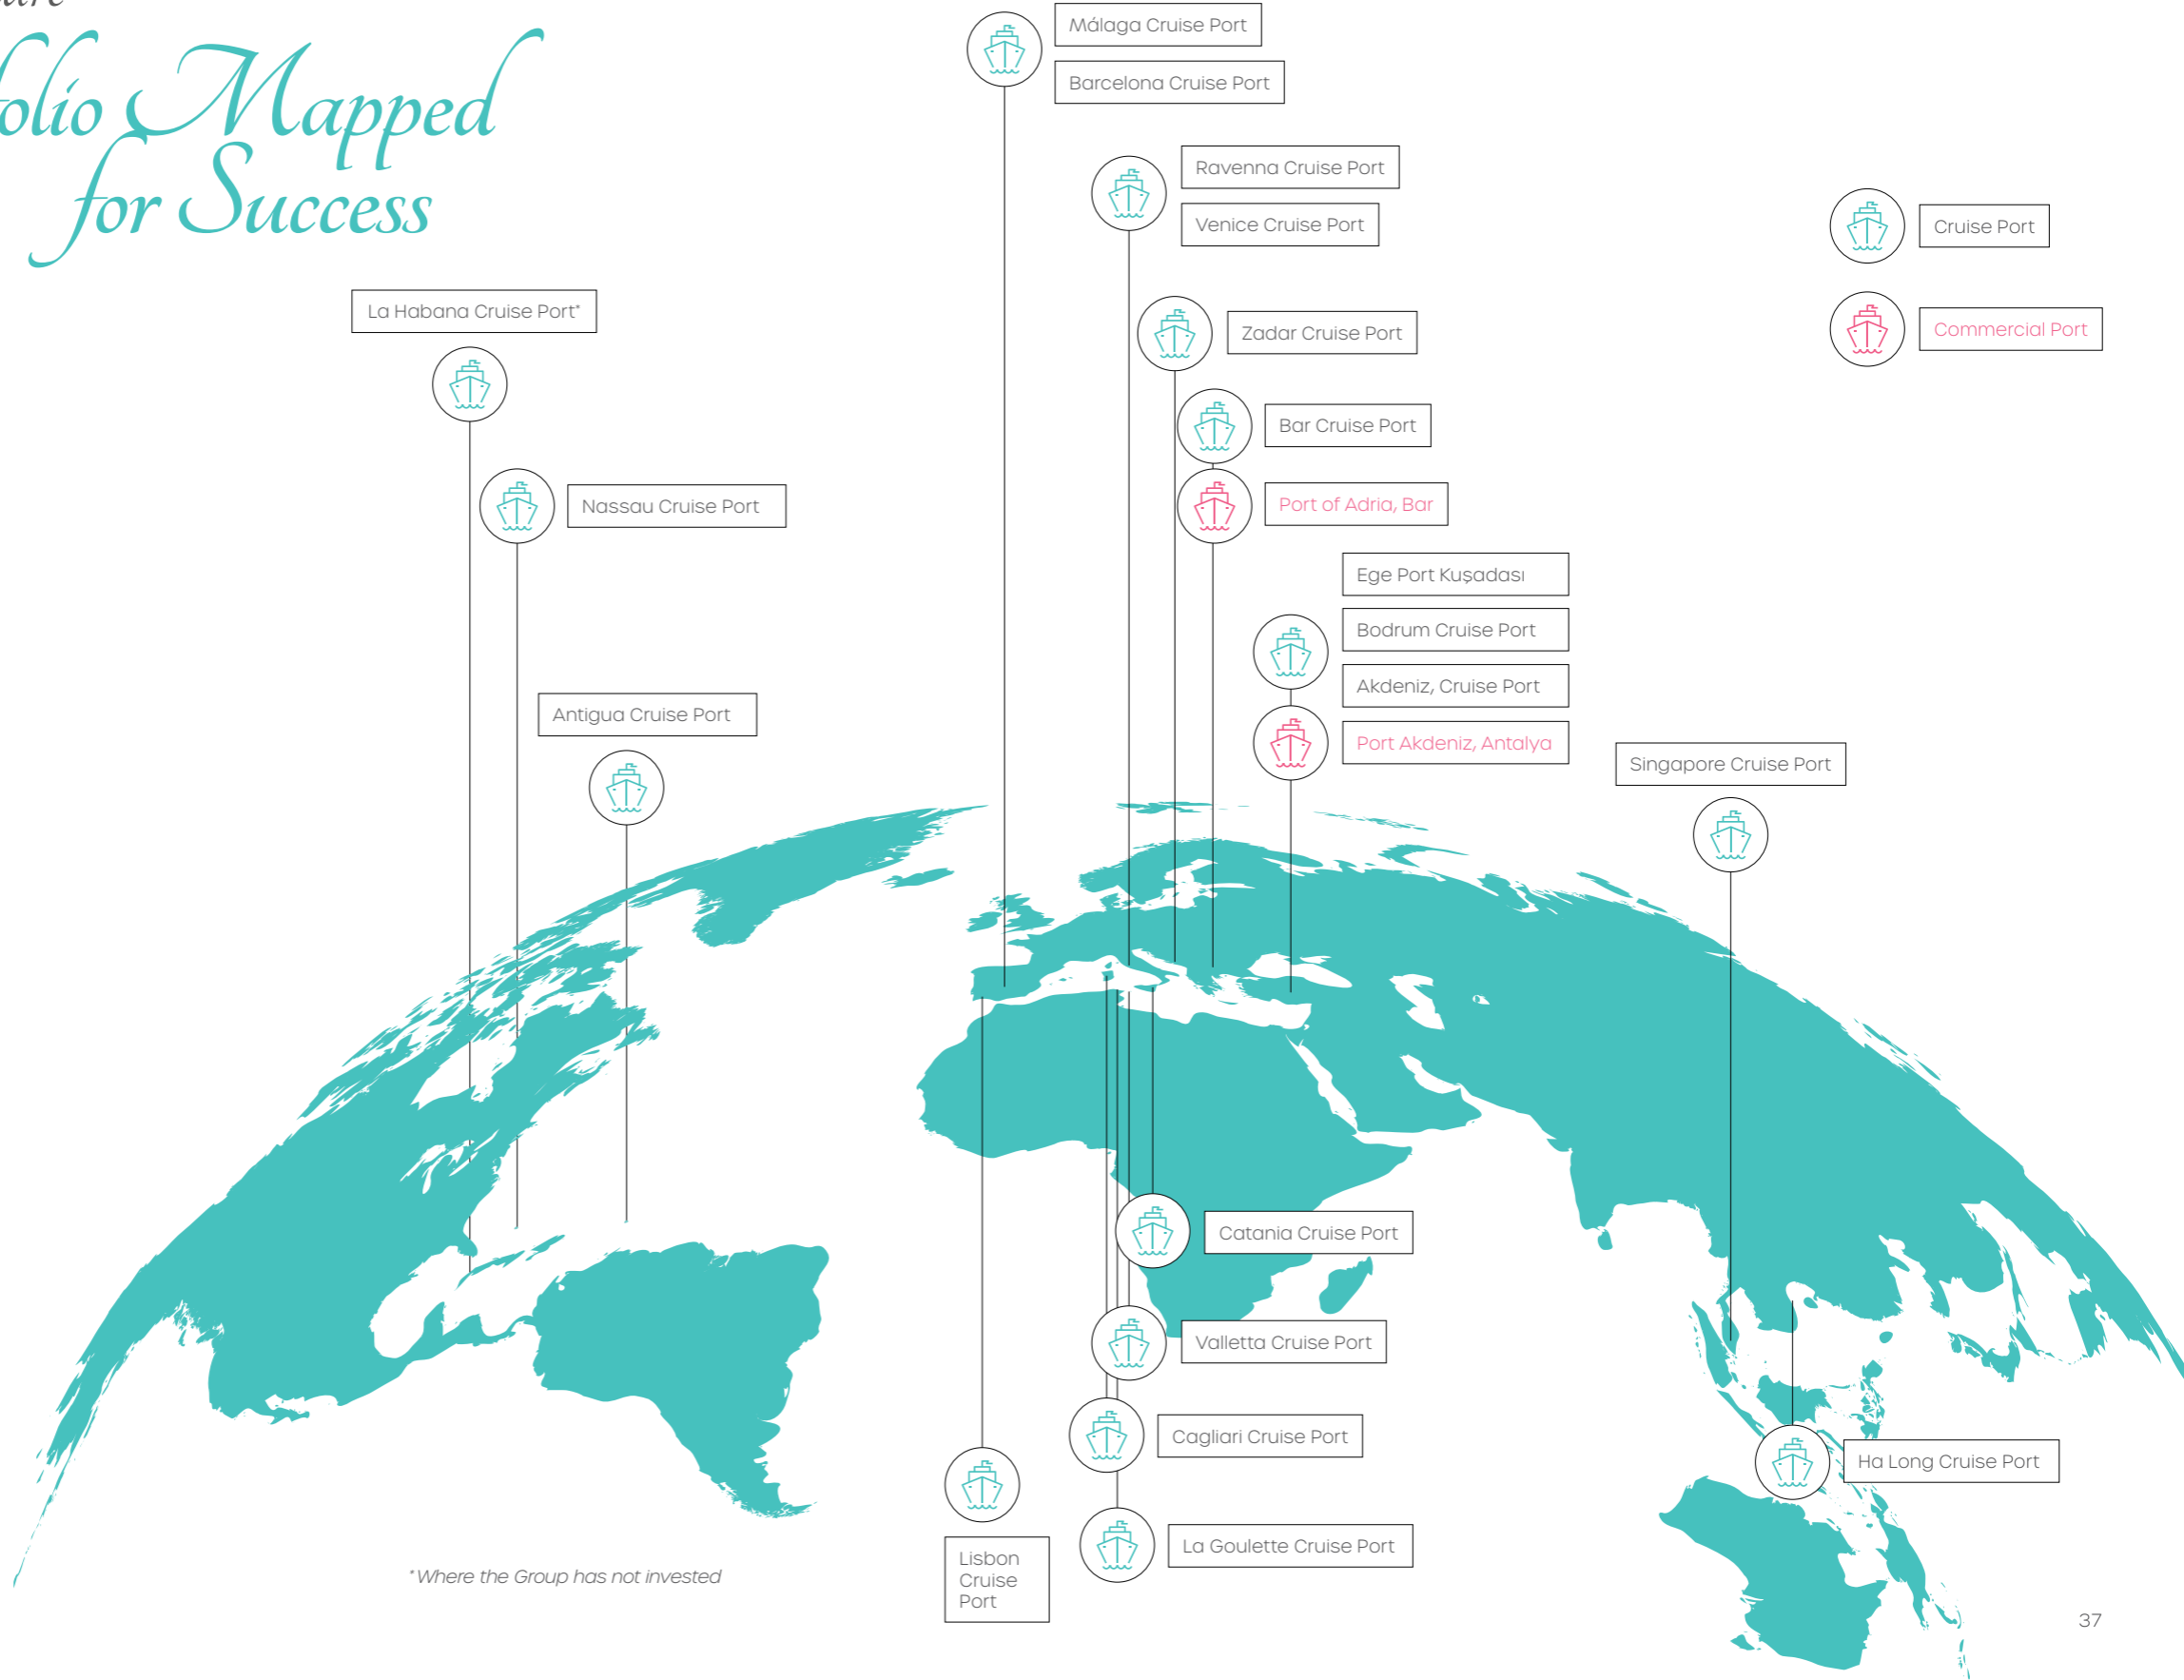 Mapped
for Success
Málaga Cruise Port
Barcelona Cruise Port
Ravenna Cruise Port
Venice Cruise Port
Cruise Port
Commercial Port
La Habana Cruise Port*
Zadar Cruise Port
Bar Cruise Port
Nassau Cruise Port
Port of Adria, Bar
Ege Port Kuşadası
Bodrum Cruise Port
Akdeniz, Cruise Port
Antigua Cruise Port
Port Akdeniz, Antalya
Singapore Cruise Port
Catania Cruise Port
Valletta Cruise Port
Cagliari Cruise Port
Ha Long Cruise Port
La Goulette Cruise Port
Lisbon
Cruise
Port
*Where the Group has not invested
37